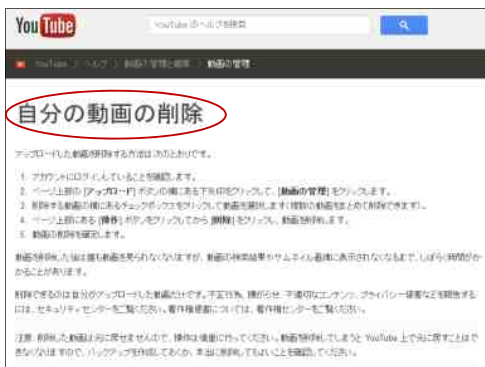 YouTube
YouTube のヘルプを検索
YouTube > ヘルプ > 動画の管理と編集 > 動画の管理
自分の動画の削除
アップロードした動画を削除する方法は次のとおりです。
1. アカウントにログインしていることを確認します。
2. ページ上部の [アップロード] ボタンの横にある下矢印をクリックして、[動画の管理] をクリックします。
3. 削除する動画の横にあるチェックボックスをクリックして動画を選択します(複数の動画をまとめて削除できます)。
4. ページ上部にある [操作] ボタンをクリックしてから [削除] をクリックし、動画を削除します。
5. 動画の削除を確定します。
動画を削除した後は誰も動画を見られなくなりますが、動画の検索結果やサムネイル画像に表示されなくなるまで、しばらく時間がか
かることがあります。
削除できるのは自分がアップロードした動画だけです。不正行為、嫌がらせ、不適切なコンテンツ、プライバシー侵害などを報告する
には、セキュリティセンターをご覧ください。著作権侵害については、著作権センターをご覧ください。
注意: 削除した動画は元に戻せませんので、操作は慎重に行ってください。動画を削除してしまうと YouTube 上で元に戻すことはで
きなくなりますので、バックアップを作成しておくか、本当に削除してもよいことを確認してください。